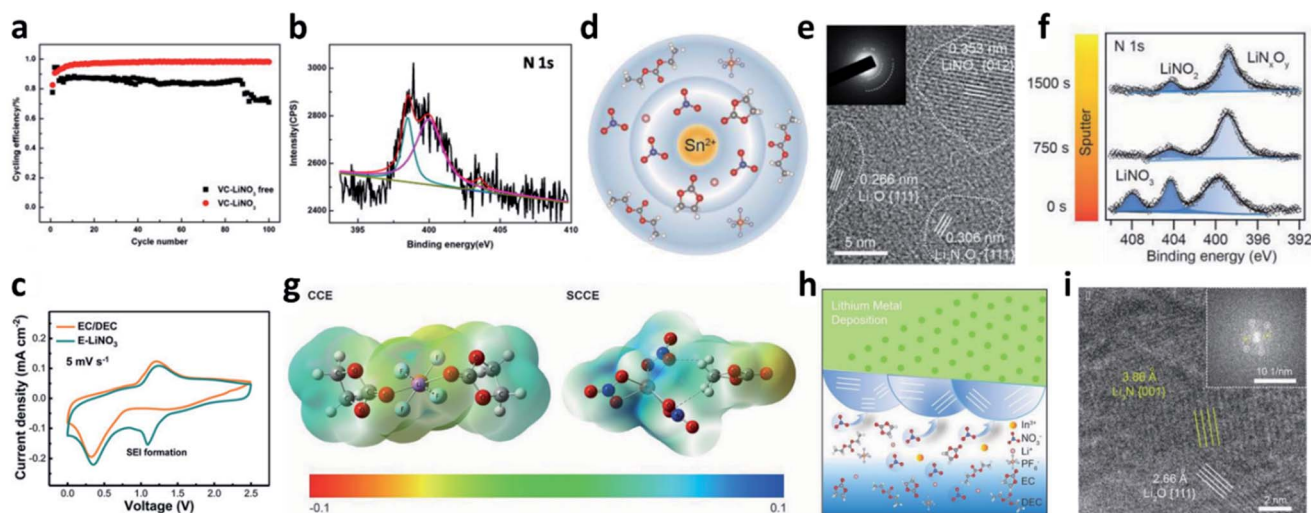 a
Cycling efficiency/%
1.0
0.8
0.6
0.4
0.2
0.0
VC-LiNO3 free
VC-LiNO3
0 20 40 60 80 100
Cycle number
b
N 1s
Intensity(CPS)
3000
2800
2600
2400
395 400 405 410
Binding energy(eV)
c
EC/DEC
E-LiNO3
5 mV s-1
Current density (mA cm-2)
0.2
0.1
0.0
-0.1
-0.2
SEI formation
0.0 0.5 1.0 1.5 2.0 2.5
Voltage (V)
d
Sn2+
e
0.353 nm
{012}
0.266 nm
Li2O {111}
0.306 nm
{111}
5 nm
f
N 1s
LiNxOy
LiNO2
LiNO3
Sputter
1500 s
750 s
0 s
408 404 400 396 392
Binding energy (eV)
g
CCE
SCCE
-0.1
0.1
h
Lithium Metal
Deposition
In3+
NO3-
Li+
PF6-
EC
DEC
i
10 1/nm
3.86 Å
Li3N {001}
2.66 Å
Li2O {111}
2 nm